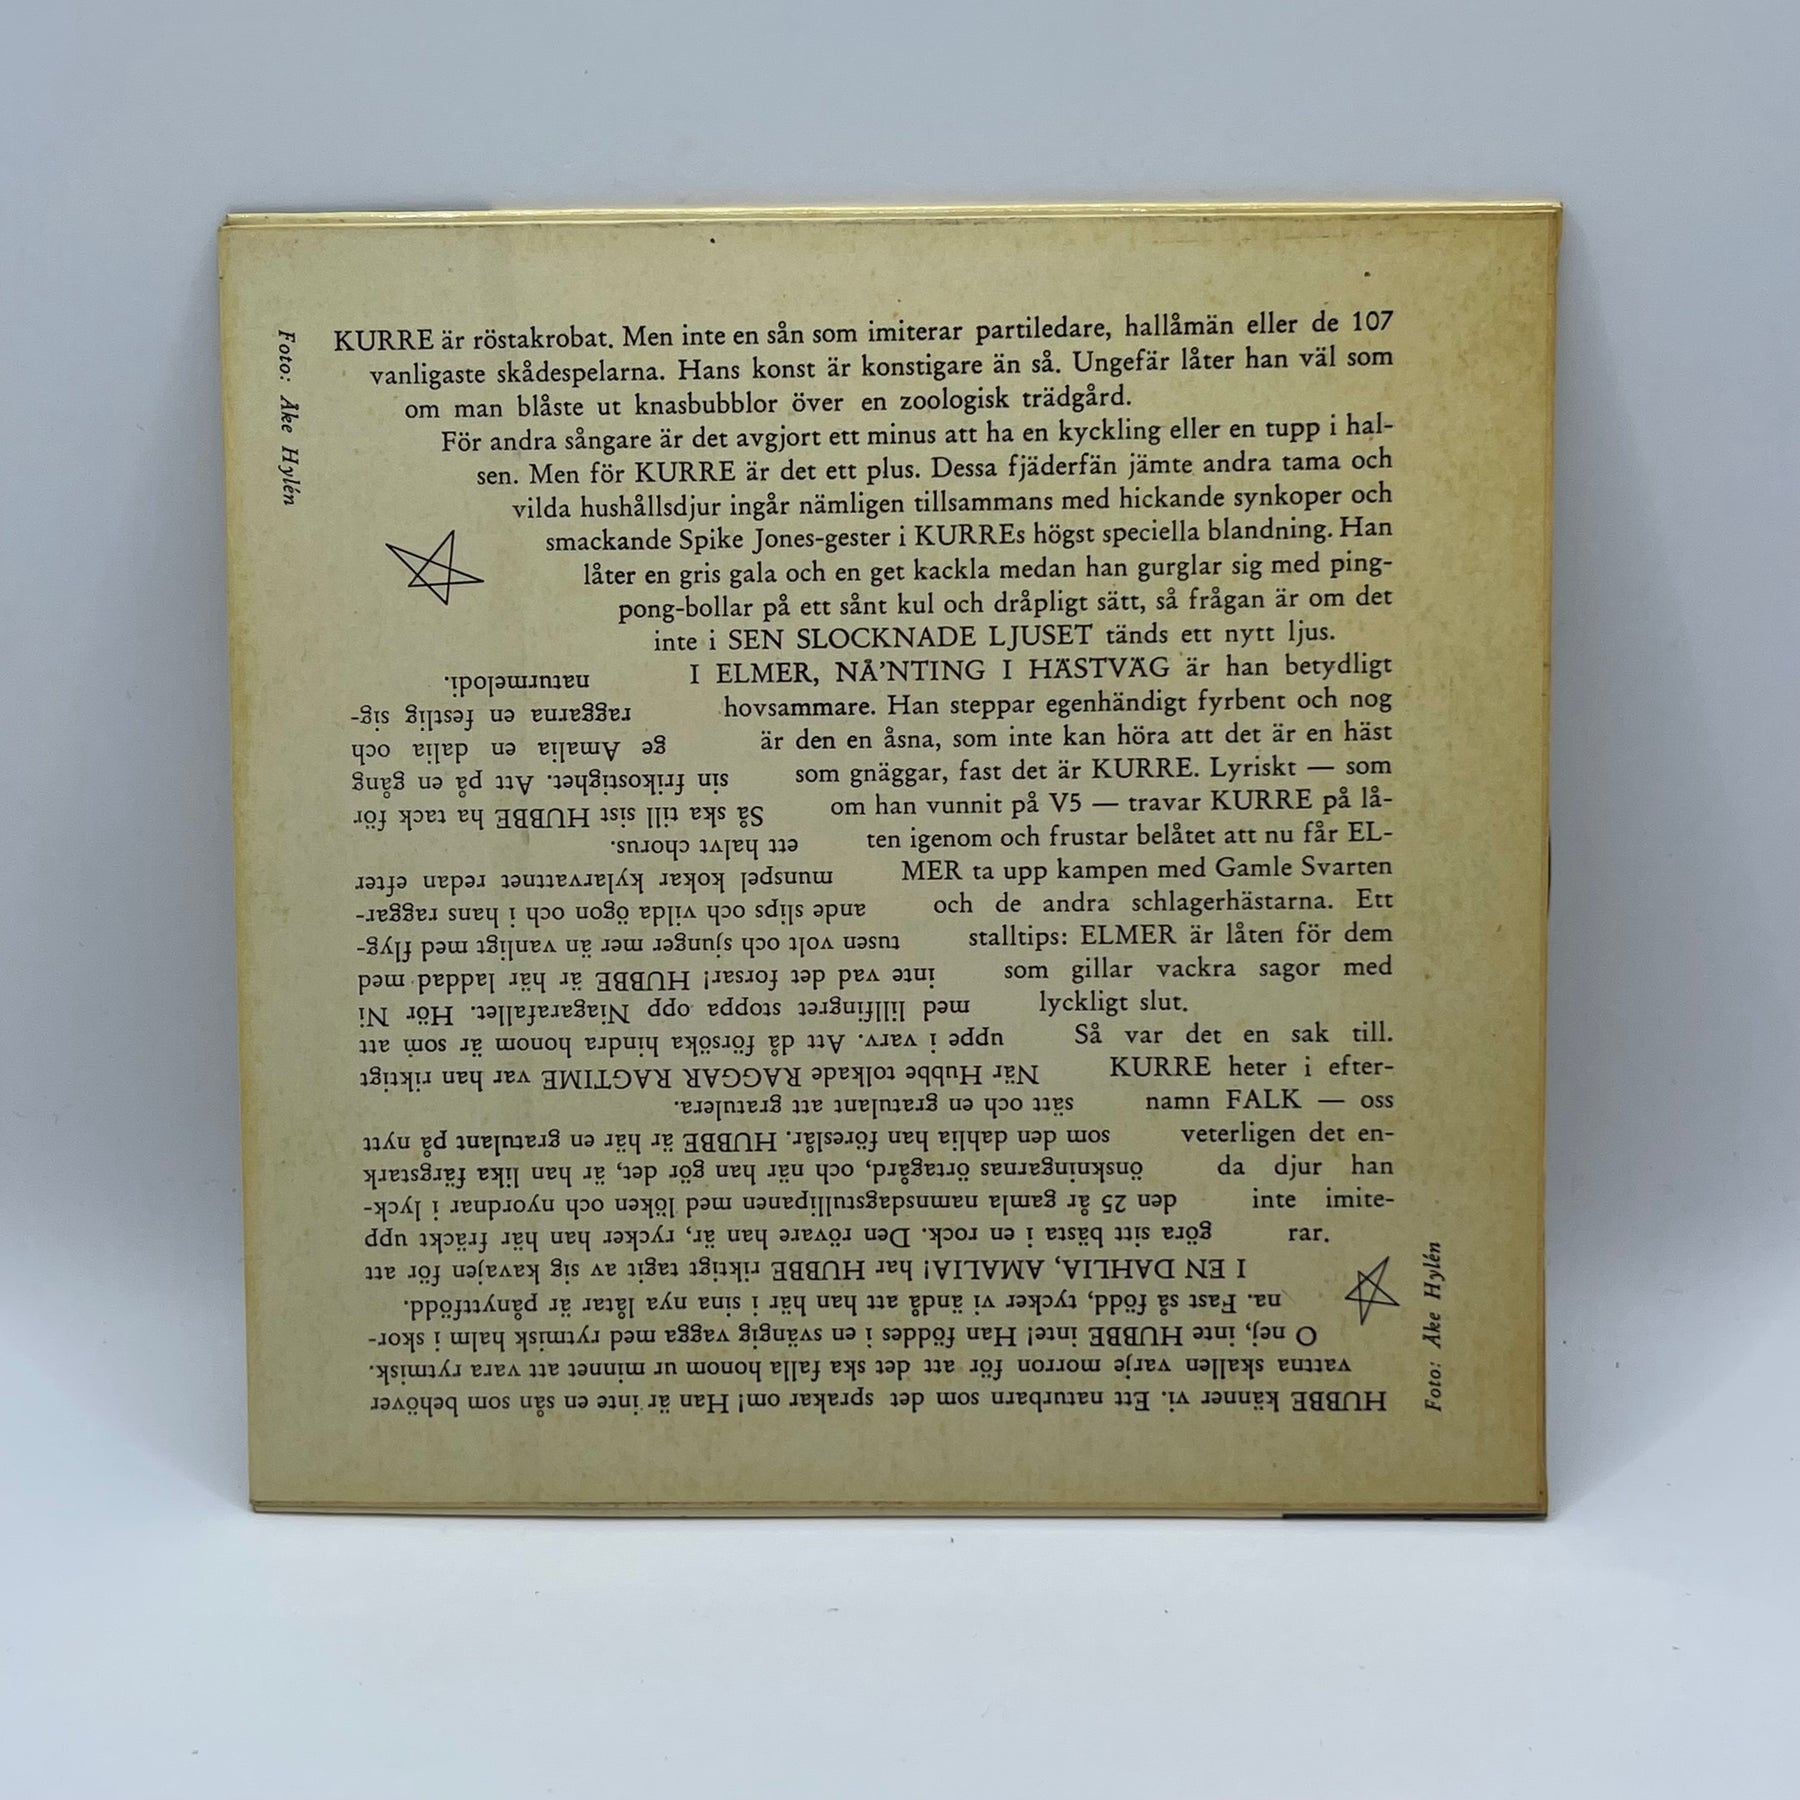 KURRE är röstakrobat. Men inte en sån som imiterar partiledare, hallåmän eller de 107
vanligaste skådespelarna. Hans konst är konstigare än så. Ungefär låter han väl som
om man blåste ut knasbubblor över en zoologisk trädgård.
För andra sångare är det avgjort ett minus att ha en kyckling eller en tupp i hal-
sen. Men för KURRE är det ett plus. Dessa fjäderfän jämte andra tama och
vilda hushållsdjur ingår nämligen tillsammans med hickande synkoper och
smackande Spike Jones-gester i KURREs högst speciella blandning. Han
låter en gris gala och en get kackla medan han gurglar sig med ping-
pong-bollar på ett sånt kul och dråpligt sätt, så frågan är om det
inte i SEN SLOCKNADE LJUSET tänds ett nytt ljus.
I ELMER, NÅ'NTING I HÄSTVÄG är han betydligt
hovsammare. Han steppar egenhändigt fyrbent och nog
är den en åsna, som inte kan höra att det är en häst
som gnäggar, fast det är KURRE. Lyriskt — som
om han vunnit på V5 — travar KURRE på lå-
ten igenom och frustar belåtet att nu får EL-
MER ta upp kampen med Gamle Svarten
och de andra schlagerhästarna. Ett
stalltips: ELMER är låten för dem
som gillar vackra sagor med
lyckligt slut.
Så var det en sak till.
KURRE heter i efter-
namn FALK — oss
veterligen det en-
da djur han
inte imite-
rar.
Foto: Åke Hylén
HUBBE känner vi. Ett naturbarn som det sprakar om! Han är inte en sån som behöver
vattna skallen varje morron för att det ska falla honom ur minnet att vara rytmisk.
O nej, inte HUBBE inte! Han föddes i en svängig vagga med rytmisk halm i skor-
na. Fast så född, tycker vi ändå att han här i sina nya låtar är pånyttfödd.
I EN DAHLIA, AMALIA! har HUBBE riktigt tagit av sig kavajen för att
göra sitt bästa i en rock. Den rövare han är, rycker han här fräckt upp
den 25 år gamla namnsdagstullipanen med löken och nyordnar i lyck-
önskningarnas örtagård, och när han gör det, är han lika färgstark
som den dahlia han föreslår. HUBBE är här en gratulant på nytt
sätt och en gratulant att gratulera.
När Hubbe tolkade RAGGAR RAGTIME var han riktigt
uppe i varv. Att då försöka hindra honom är som att
med lillfingret stoppa opp Niagarafallet. Hör Ni
inte vad det forsar! HUBBE är här laddad med
tusen volt och sjunger mer än vanligt med flyg-
ande slips och vilda ögon och i hans raggar-
munspel kokar kylarvattnet redan efter
ett halvt chorus.
Så ska till sist HUBBE ha tack för
sin frikostighet. Att på en gång
ge Amalia en dalia och
raggarna en festlig sig-
naturmelodi.
Foto: Åke Hylén